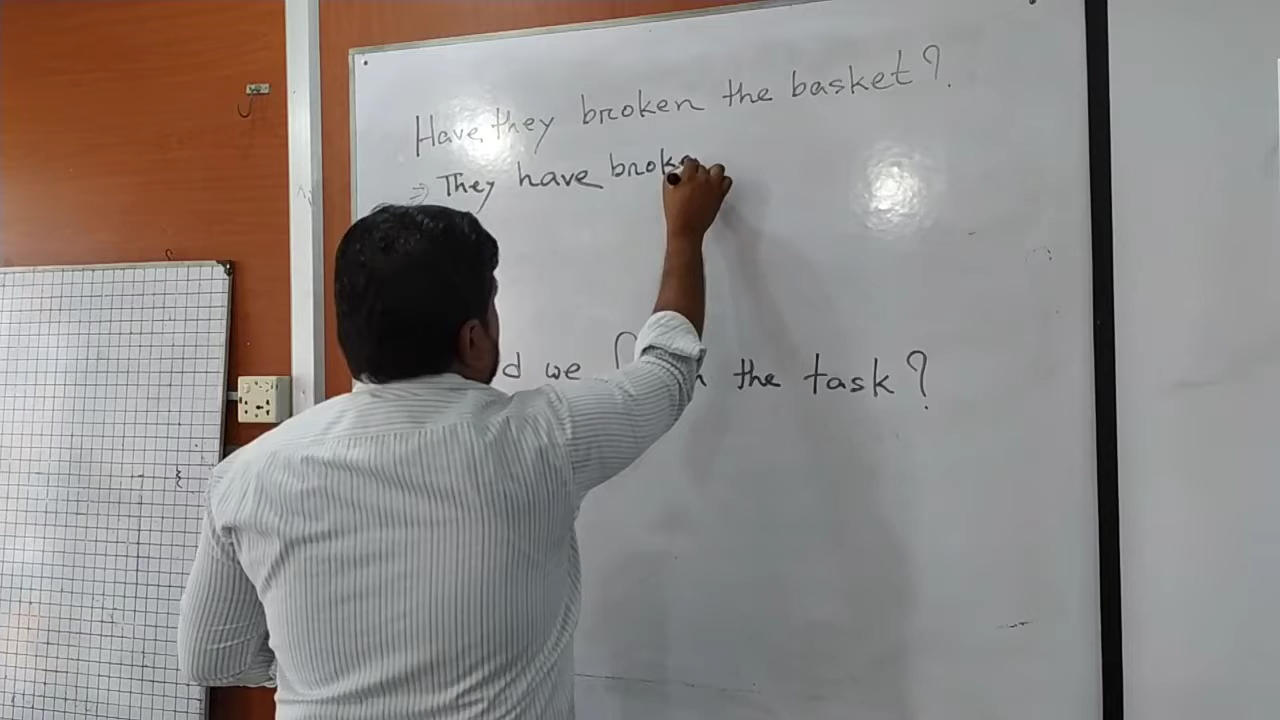 Have they broken the basket?
⇒ They have broke
we the task?